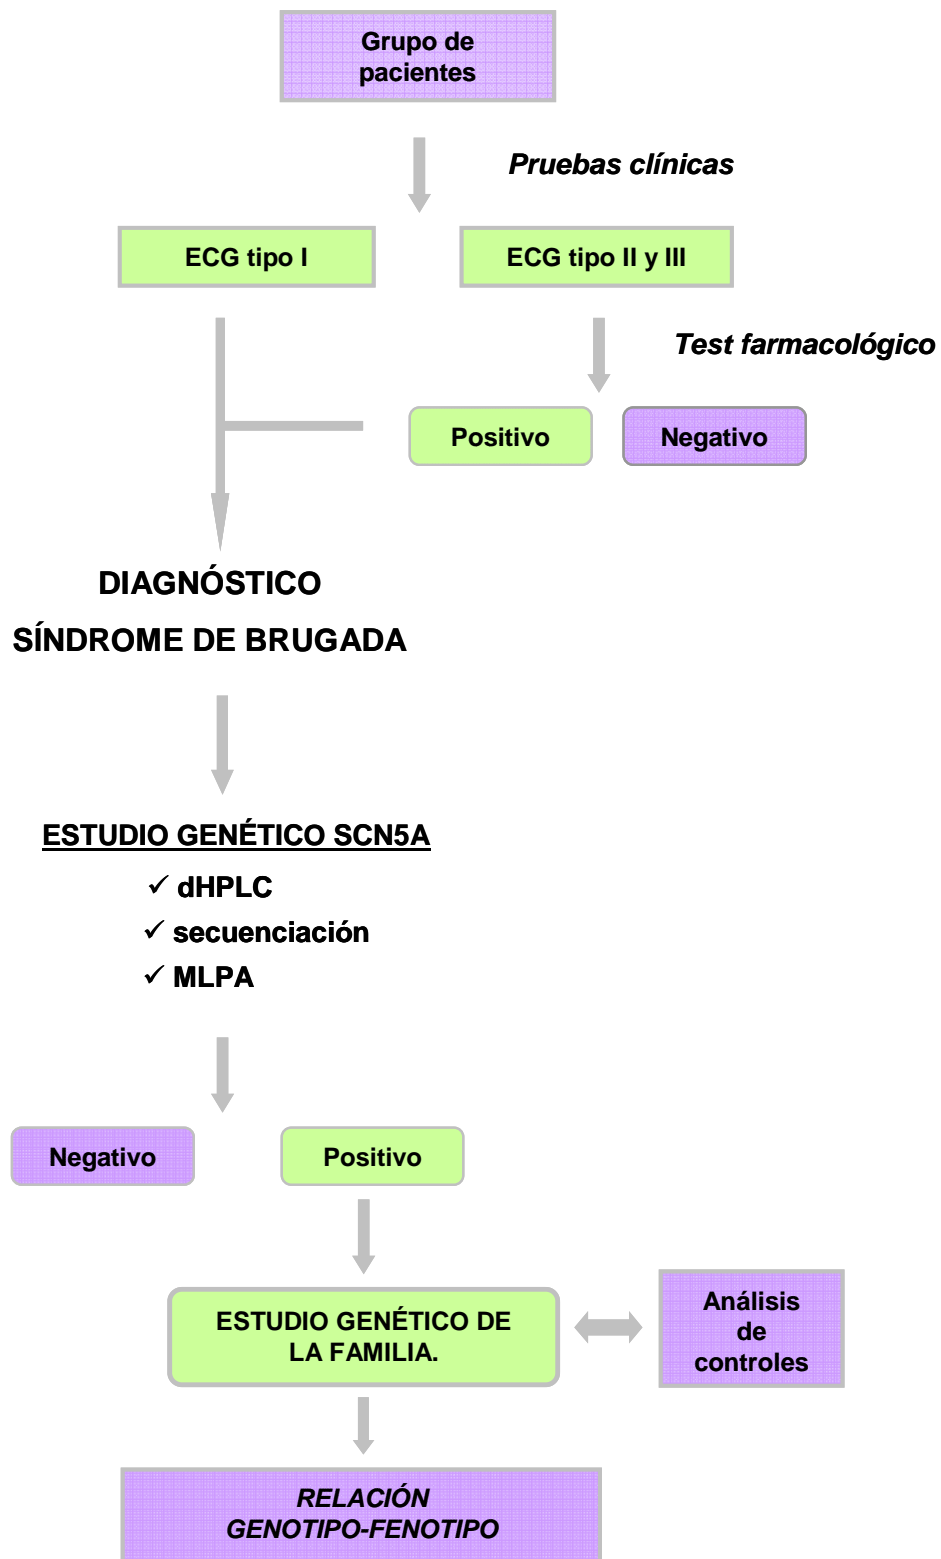 Grupo de
pacientes
Pruebas clínicas
ECG tipo I
ECG tipo II y III
Test farmacológico
Positivo
Negativo
DIAGNÓSTICO
SÍNDROME DE BRUGADA
ESTUDIO GENÉTICO SCN5A
✓ dHPLC
✓ secuenciación
✓ MLPA
Negativo
Positivo
ESTUDIO GENÉTICO DE
LA FAMILIA.
Análisis
de
controles
RELACIÓN
GENOTIPO-FENOTIPO